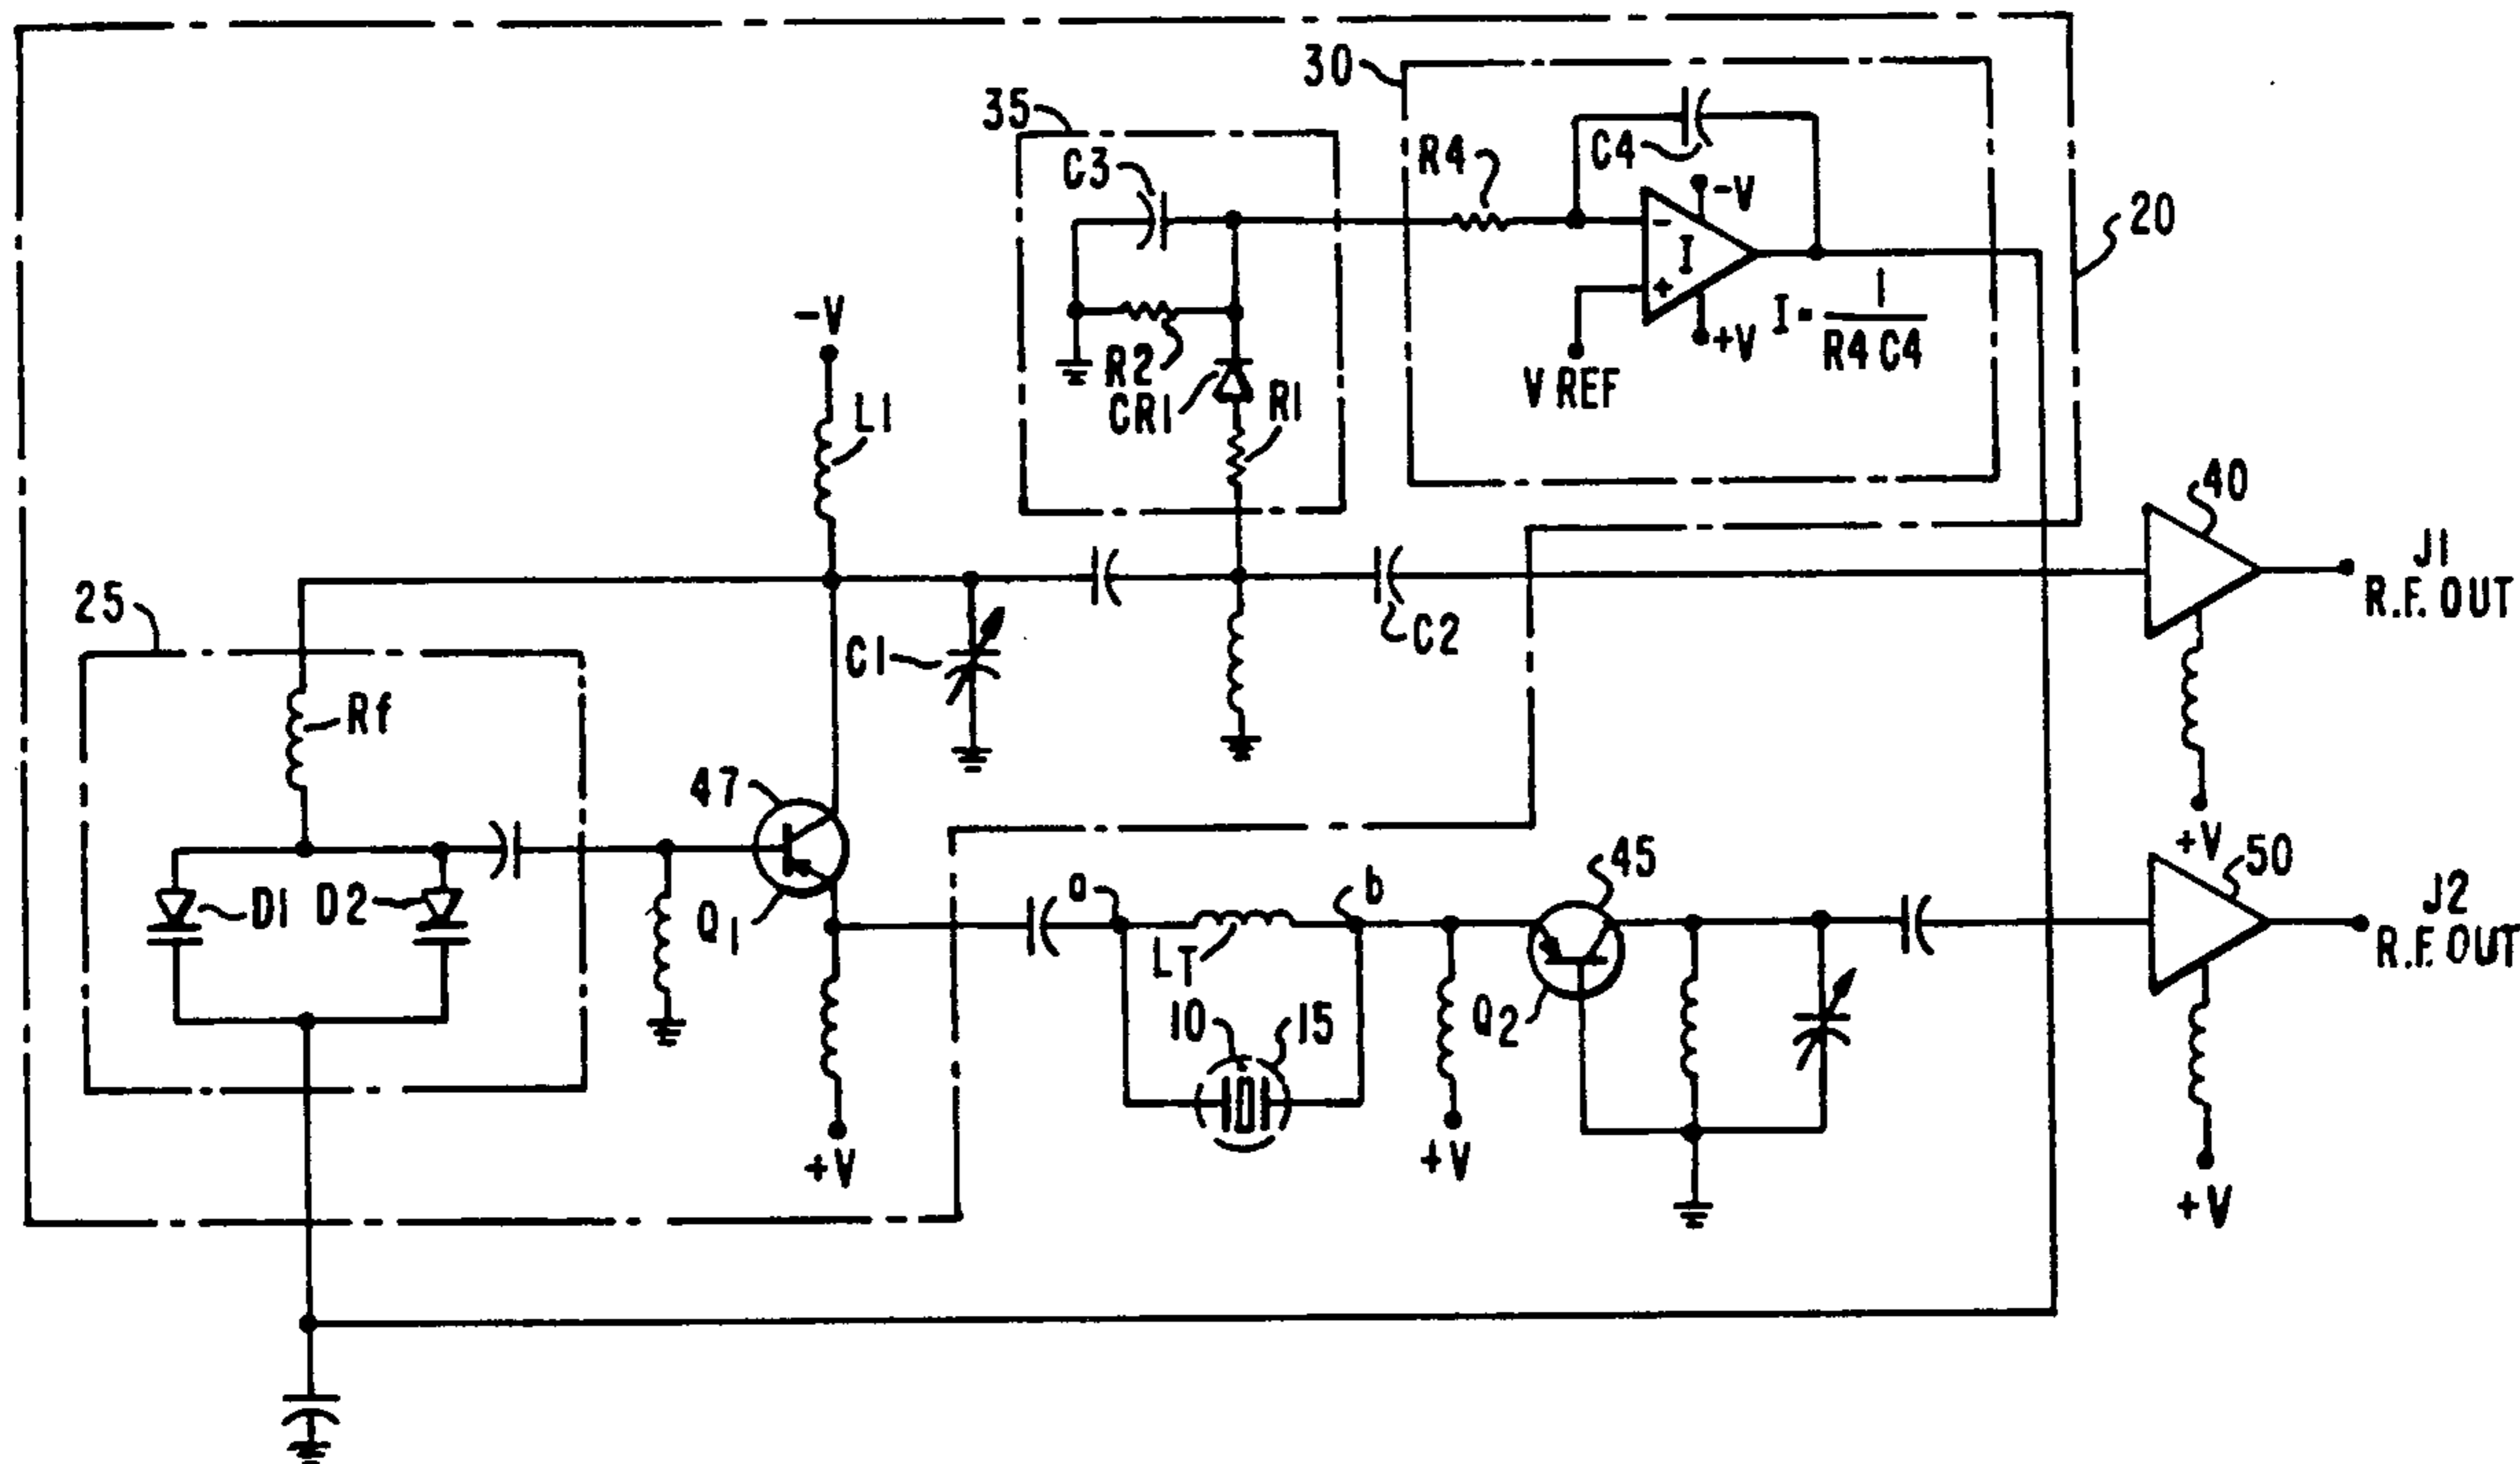 30
35
C3
R4
C4
-V
20
-
I
+
+V
I=
1
R4 C4
-V
R2
CR1
R1
V REF
L1
40
J1
R.F. OUT
25
C1
C2
Rf
47
+V
50
45
a
b
D1
D2
Q1
LT
J2
R.F. OUT
10
15
Q2
+V
+V
+V